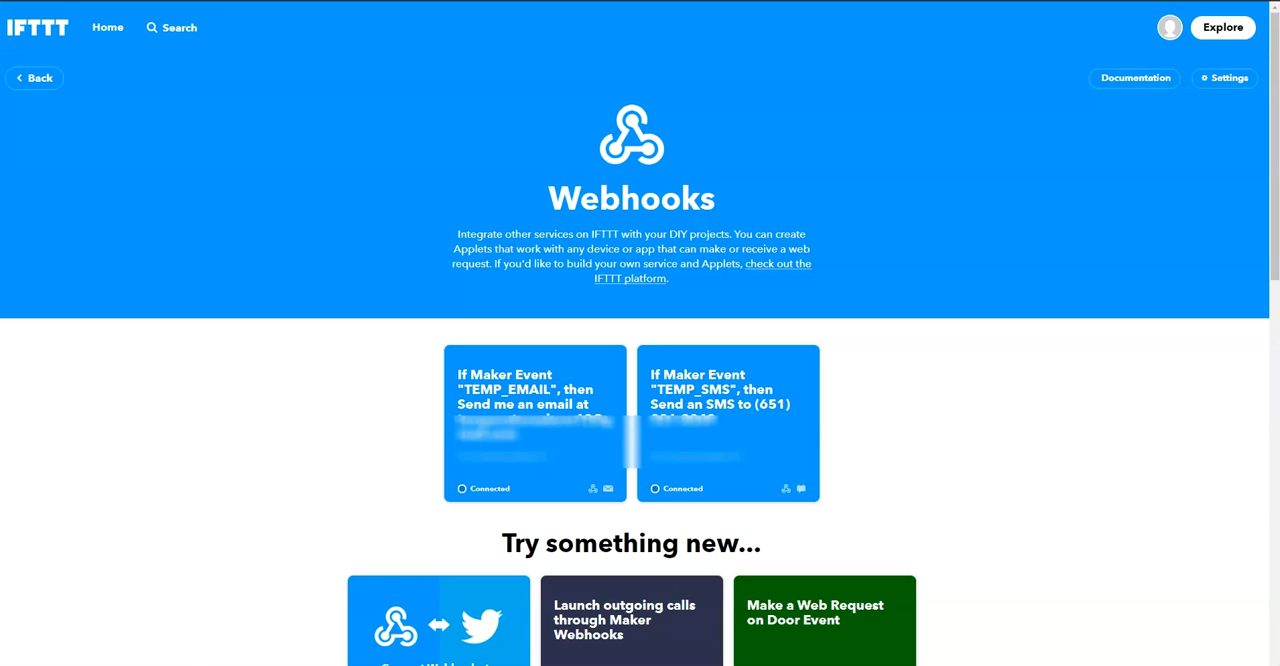 IFTTT Home Search Explore
Back Documentation Settings
Webhooks
Integrate other services on IFTTT with your DIY projects. You can create
Applets that work with any device or app that can make or receive a web
request. If you'd like to build your own service and Applets, check out the
IFTTT platform.
If Maker Event
"TEMP_EMAIL", then
Send me an email at
Connected
If Maker Event
"TEMP_SMS", then
Send an SMS to (651)
Connected
Try something new...
Launch outgoing calls
through Maker
Webhooks
Make a Web Request
on Door Event